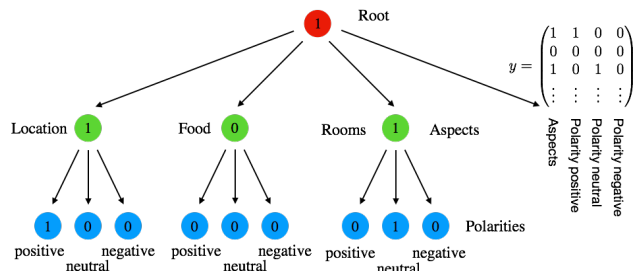 1 Root
y = ( 1 1 0 0
0 0 0 0
1 0 1 0
⋯ ⋮ ⋮ ⋯ )
Location 1 Food 0 Rooms 1 Aspects
Aspects
Polarity positive
Polarity neutral
Polarity negative
1 0 0 0 0 0 0 1 0 Polarities
positive negative positive negative positive negative
neutral neutral neutral